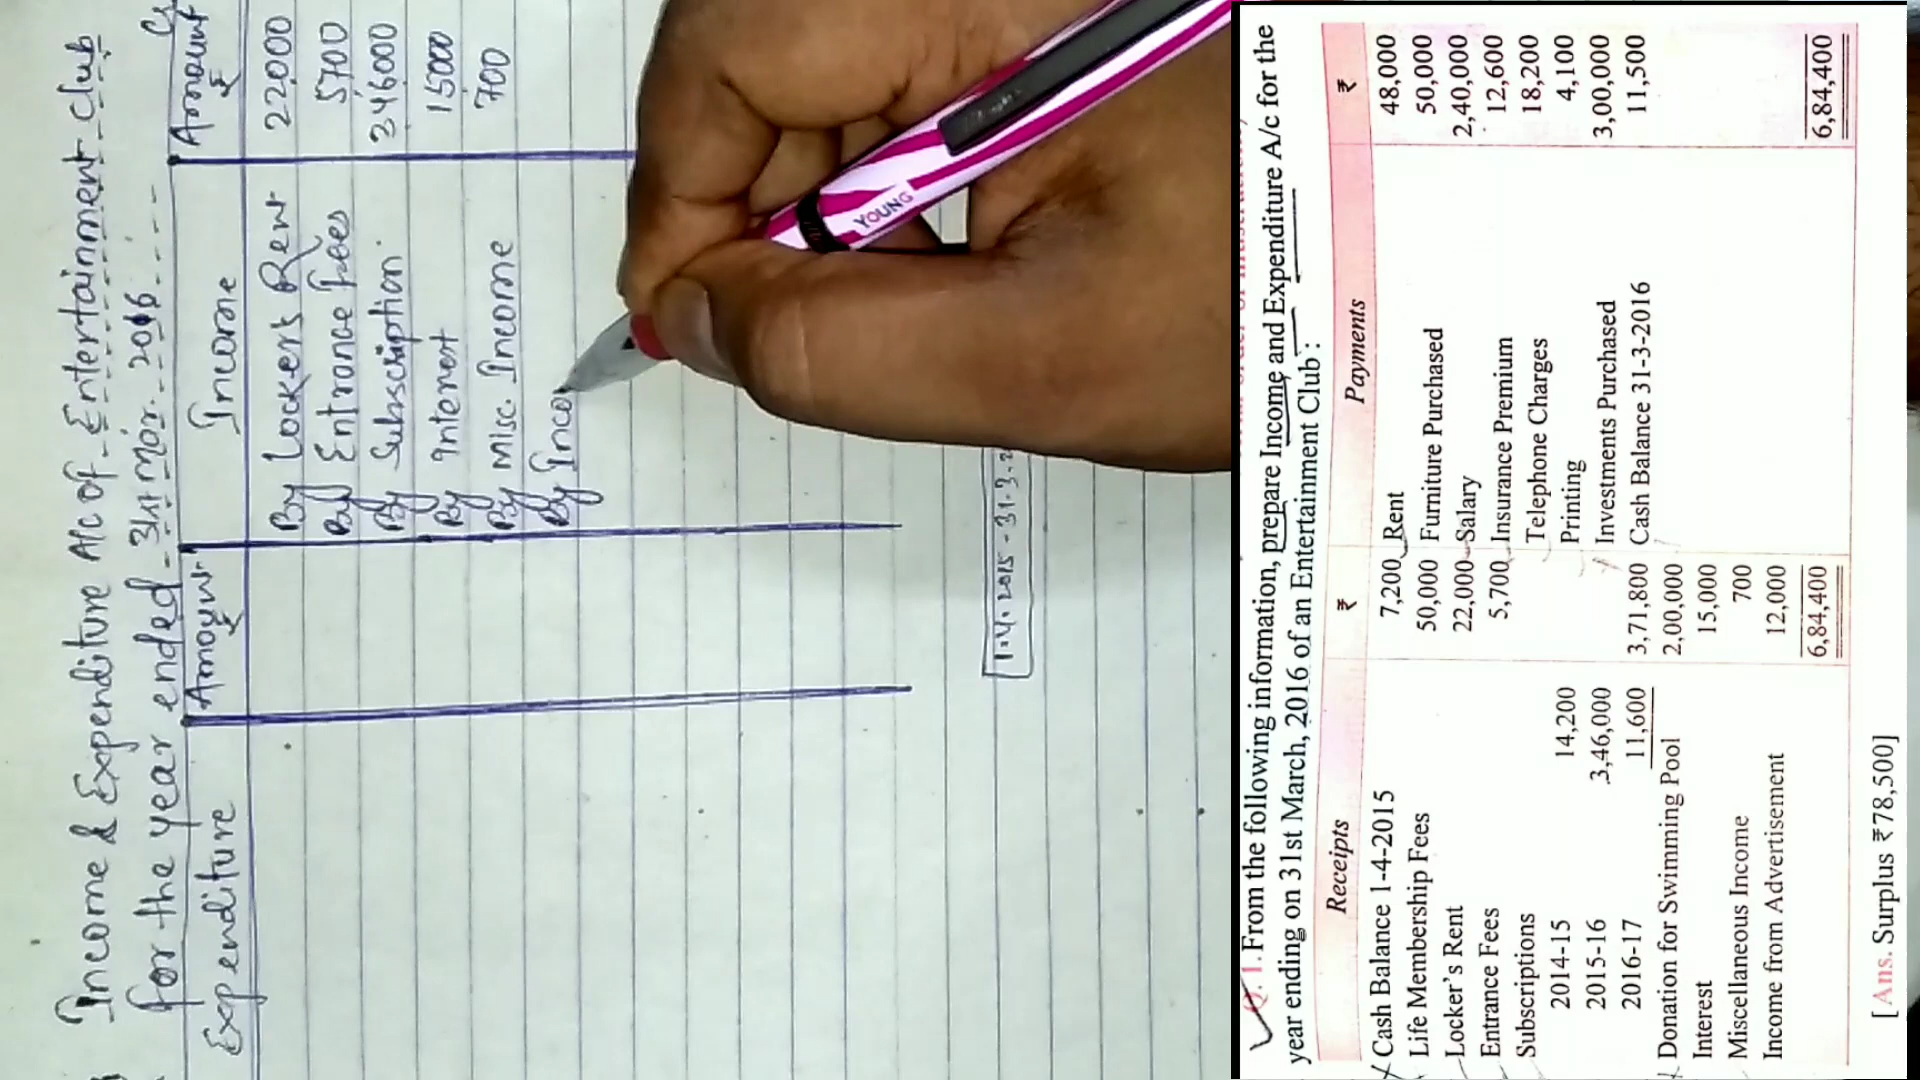 Income & Expenditure A/c of Entertainment Club
for the year ended 31st Mar. 2016
Expenditure Amount ₹ Income Amount ₹
By Locker's Rent 22000
By Entrance Fees 5700
By Subscription 346000
By Interest 15000
By Misc. Income 700
By Inco
1.4.2015 - 31.3.
YOUNG
Q. 1. From the following information, prepare Income and Expenditure A/c for the
year ending on 31st March, 2016 of an Entertainment Club :
Receipts ₹ Payments ₹
Cash Balance 1-4-2015 7,200 Rent 48,000
Life Membership Fees 50,000 Furniture Purchased 50,000
Locker's Rent 22,000 Salary 2,40,000
Entrance Fees 5,700 Insurance Premium 12,600
Subscriptions Telephone Charges 18,200
2014-15 14,200 Printing 4,100
2015-16 3,46,000 Investments Purchased 3,00,000
2016-17 11,600 3,71,800 Cash Balance 31-3-2016 11,500
Donation for Swimming Pool 2,00,000
Interest 15,000
Miscellaneous Income 700
Income from Advertisement 12,000
6,84,400 6,84,400
[Ans. Surplus ₹78,500]